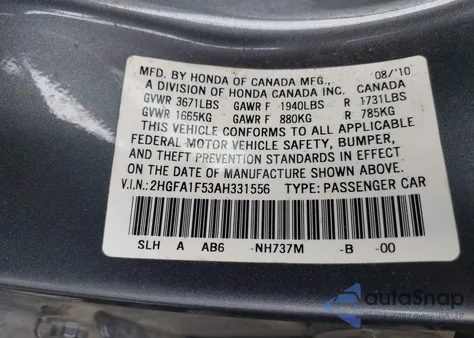 MFD. BY HONDA OF CANADA MFG., 08/'10
A DIVISION OF HONDA CANADA INC. CANADA
GVWR 3671LBS GAWR F 1940LBS R 1731LBS
GVWR 1665KG GAWR F 880KG R 785KG
THIS VEHICLE CONFORMS TO ALL APPLICABLE
FEDERAL MOTOR VEHICLE SAFETY, BUMPER,
AND THEFT PREVENTION STANDARDS IN EFFECT
ON THE DATE OF MANUFACTURE SHOWN ABOVE.
V.I.N.: 2HGFA1F53AH331556 TYPE: PASSENGER CAR
SLH A AB6 -NH737M -B -00
autoSnap